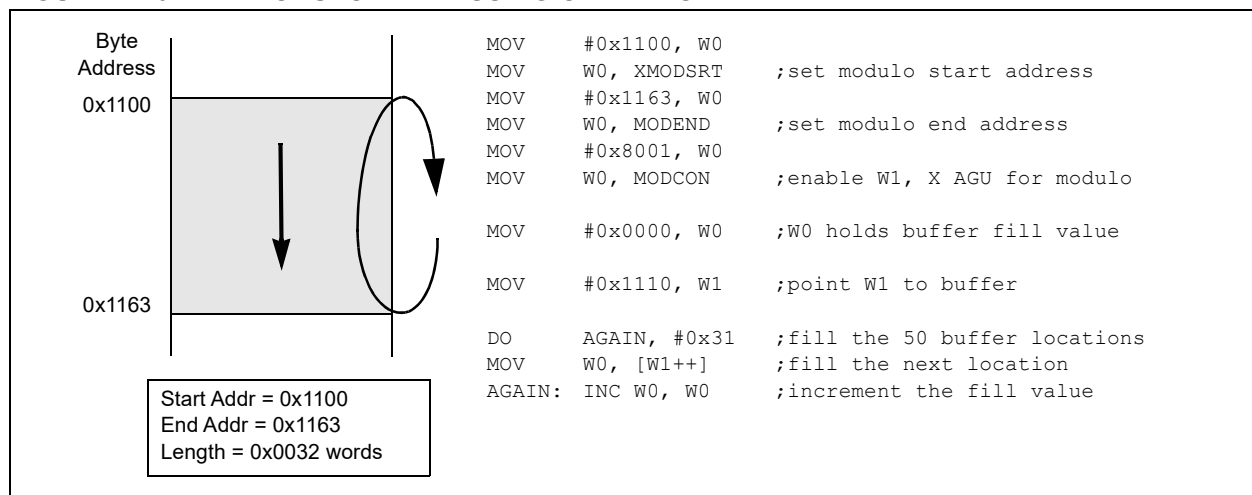 Byte
Address
0x1100
0x1163
Start Addr = 0x1100
End Addr = 0x1163
Length = 0x0032 words
MOV #0x1100, W0
MOV W0, XMODSRT ;set modulo start address
MOV #0x1163, W0
MOV W0, MODEND ;set modulo end address
MOV #0x8001, W0
MOV W0, MODCON ;enable W1, X AGU for modulo
MOV #0x0000, W0 ;W0 holds buffer fill value
MOV #0x1110, W1 ;point W1 to buffer
DO AGAIN, #0x31 ;fill the 50 buffer locations
MOV W0, [W1++] ;fill the next location
AGAIN: INC W0, W0 ;increment the fill value